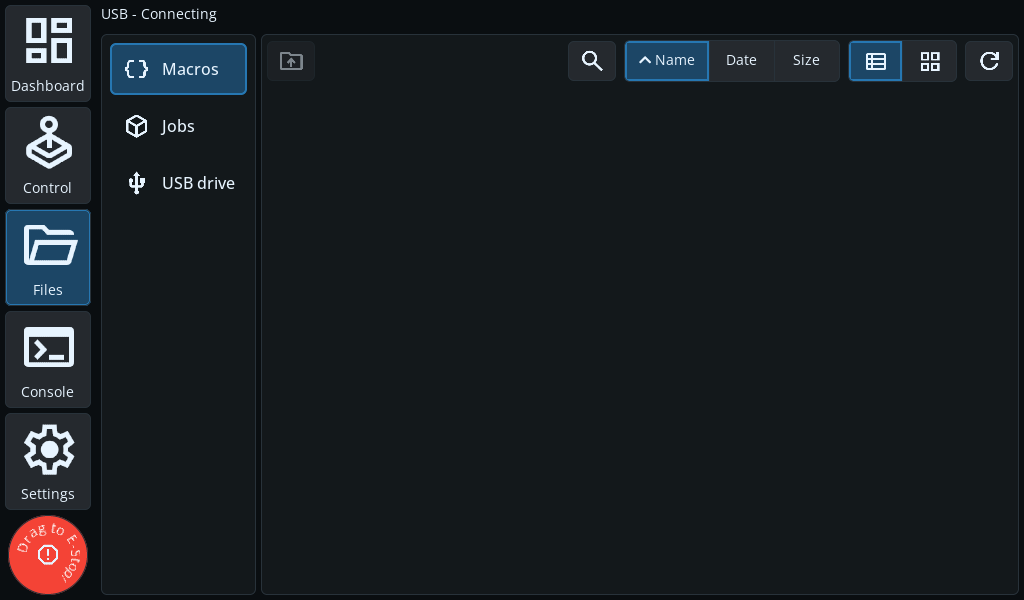 USB - Connecting
Dashboard
Control
Files
Console
Settings
Drag to E-Stop!
Macros
Jobs
USB drive
Name
Date
Size